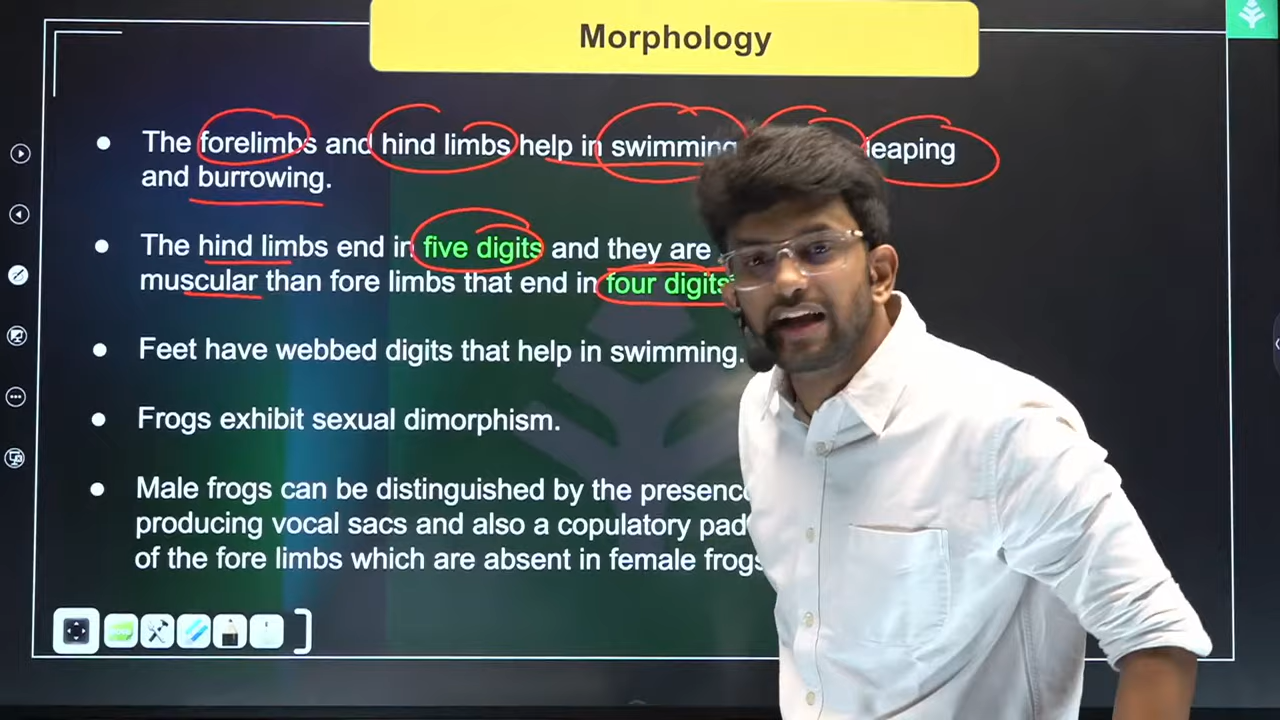 Morphology
The forelimbs and hind limbs help in swimming leaping
and burrowing.
The hind limbs end in five digits and they are
muscular than fore limbs that end in four digits
Feet have webbed digits that help in swimming.
Frogs exhibit sexual dimorphism.
Male frogs can be distinguished by the presenc
producing vocal sacs and also a copulatory pad
of the fore limbs which are absent in female frogs